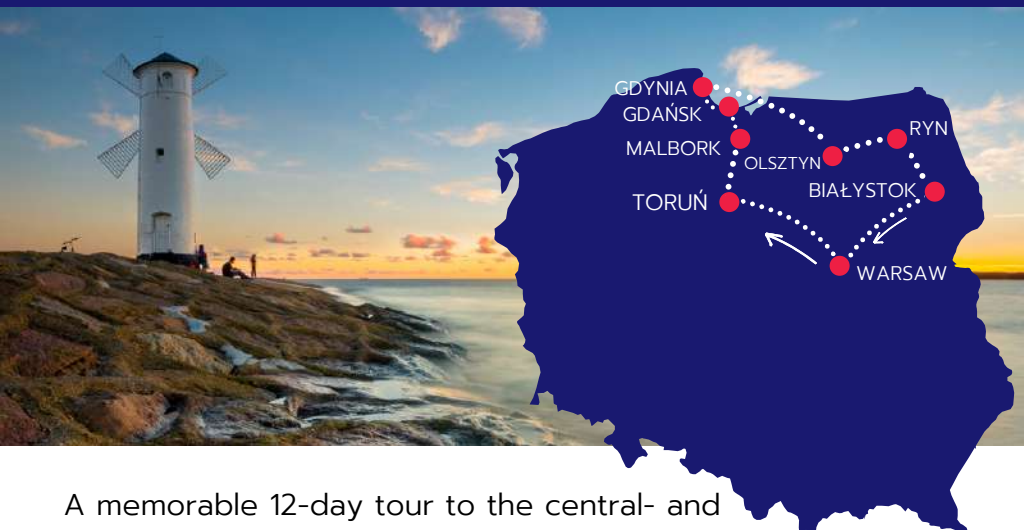 GDYNIA
GDAŃSK
MALBORK
TORUŃ
OLSZTYN
RYN
BIAŁYSTOK
WARSAW
A memorable 12-day tour to the central- and